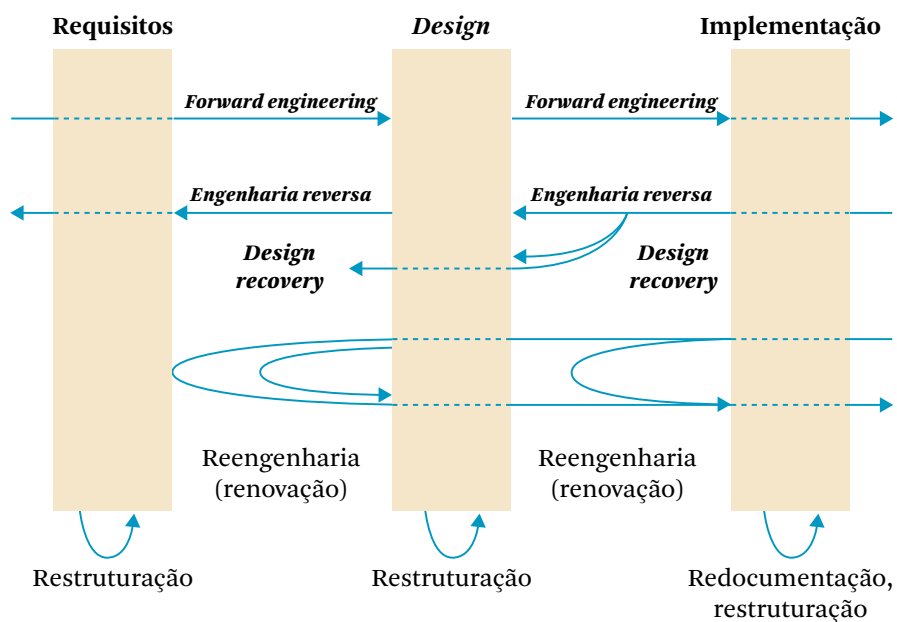 Requisitos
Design
Implementação
Forward engineering
Forward engineering
Engenharia reversa
Engenharia reversa
Design
recovery
Design
recovery
Reengenharia
(renovação)
Reengenharia
(renovação)
Restruturação
Restruturação
Redocumentação,
restruturação